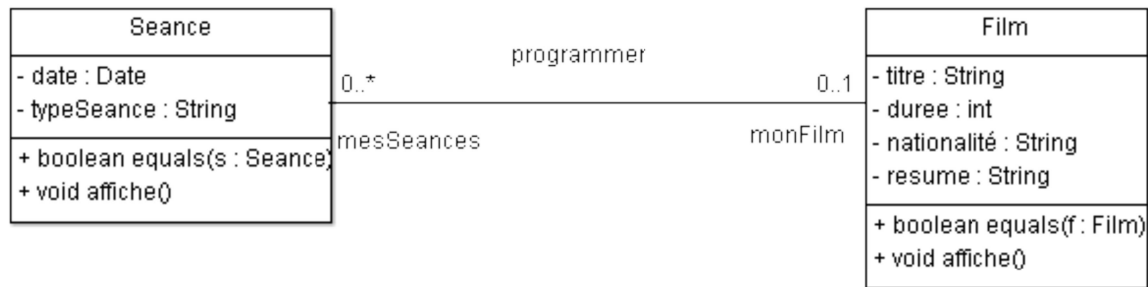 Seance
- date : Date
- typeSeance : String
+ boolean equals(s : Seance)
+ void affiche()
programmer
0..*
0..1
mesSeances
monFilm
Film
- titre : String
- duree : int
- nationalité : String
- resume : String
+ boolean equals(f : Film)
+ void affiche()